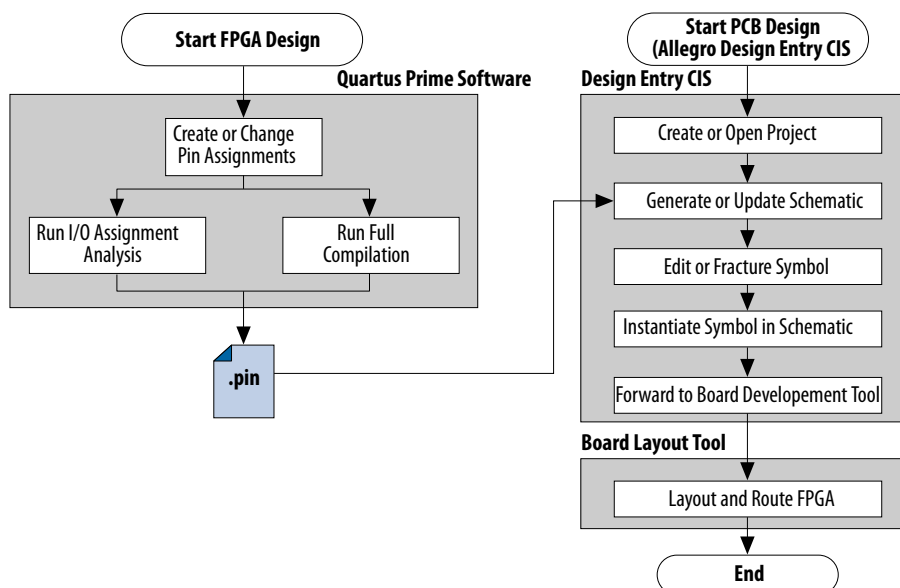 Start FPGA Design
Quartus Prime Software
Create or Change
Pin Assignments
Run I/O Assignment
Analysis
Run Full
Compilation
.pin
Start PCB Design
(Allegro Design Entry CIS
Design Entry CIS
Create or Open Project
Generate or Update Schematic
Edit or Fracture Symbol
Instantiate Symbol in Schematic
Forward to Board Developement Tool
Board Layout Tool
Layout and Route FPGA
End